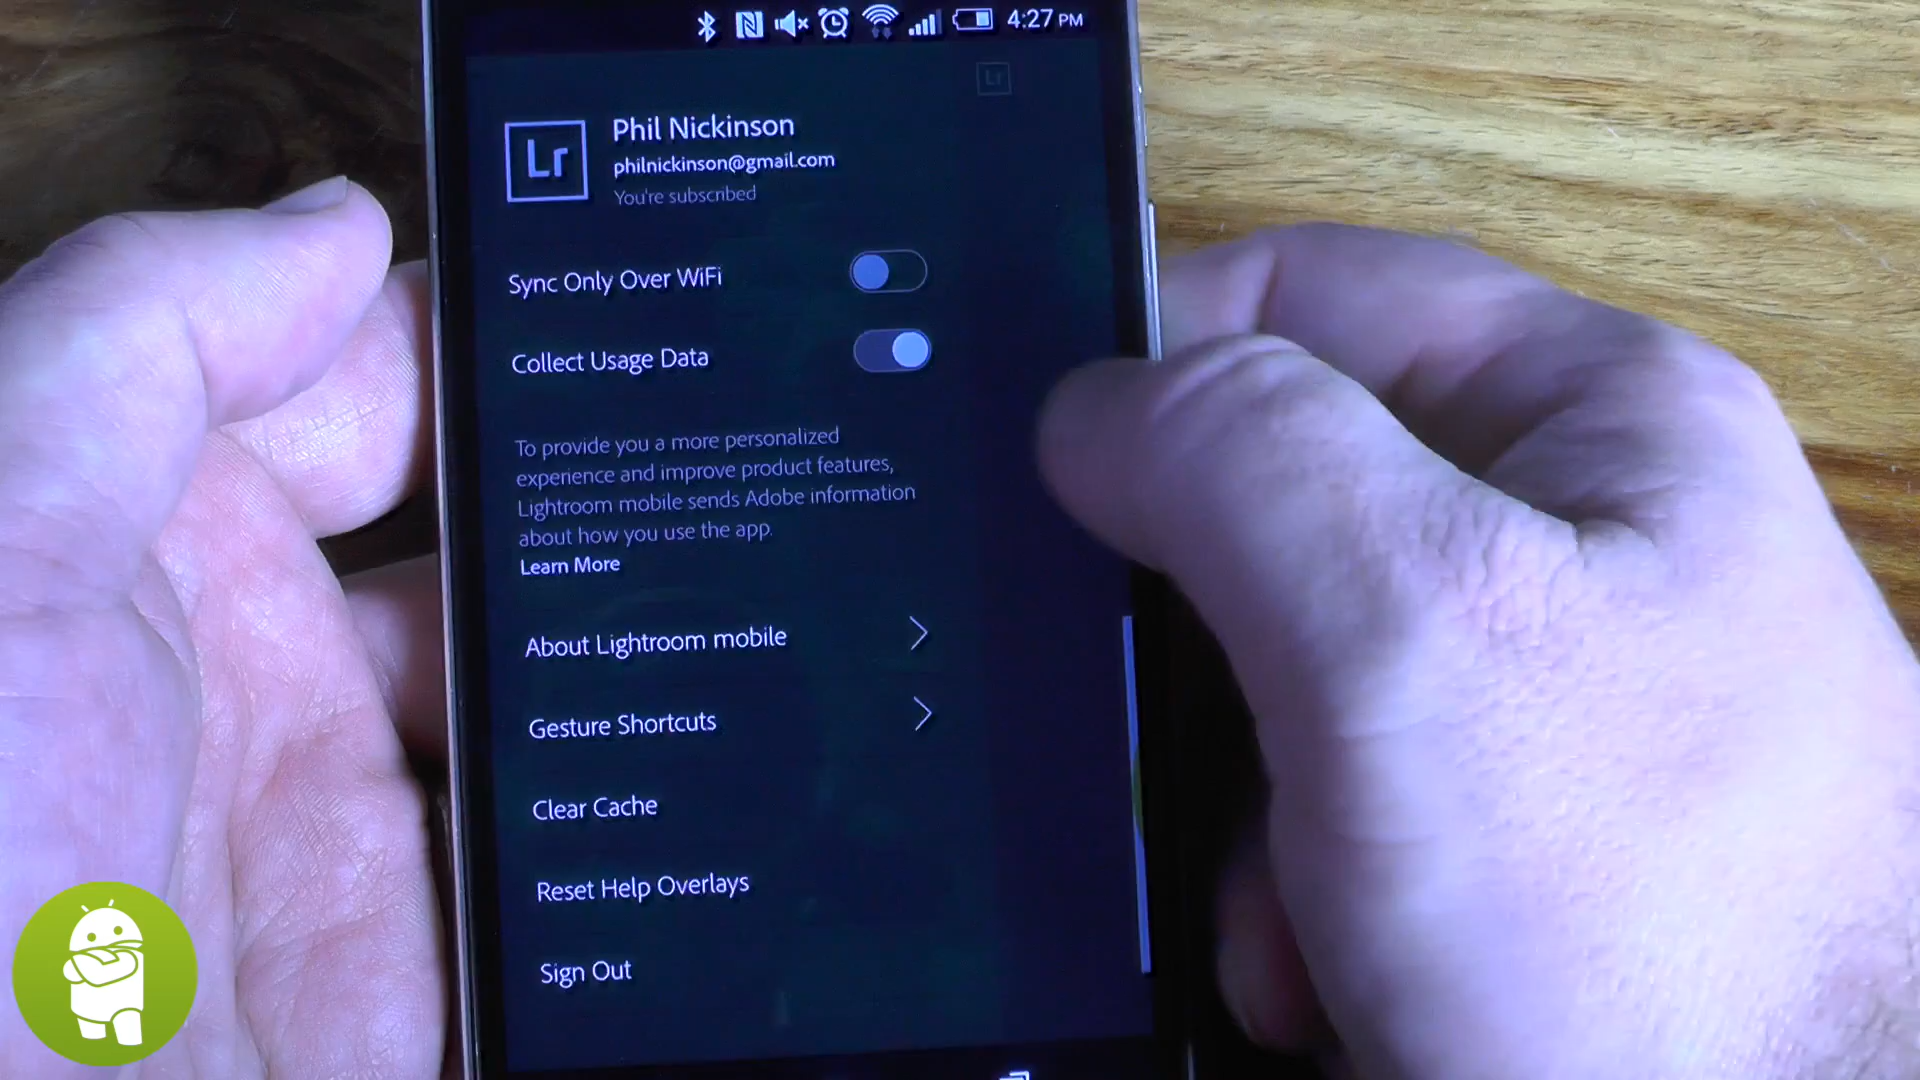 4:27 PM
Lr
Lr
Phil Nickinson
philnickinson@gmail.com
You're subscribed
Sync Only Over WiFi
Collect Usage Data
To provide you a more personalized
experience and improve product features,
Lightroom mobile sends Adobe information
about how you use the app.
Learn More
About Lightroom mobile
Gesture Shortcuts
Clear Cache
Reset Help Overlays
Sign Out